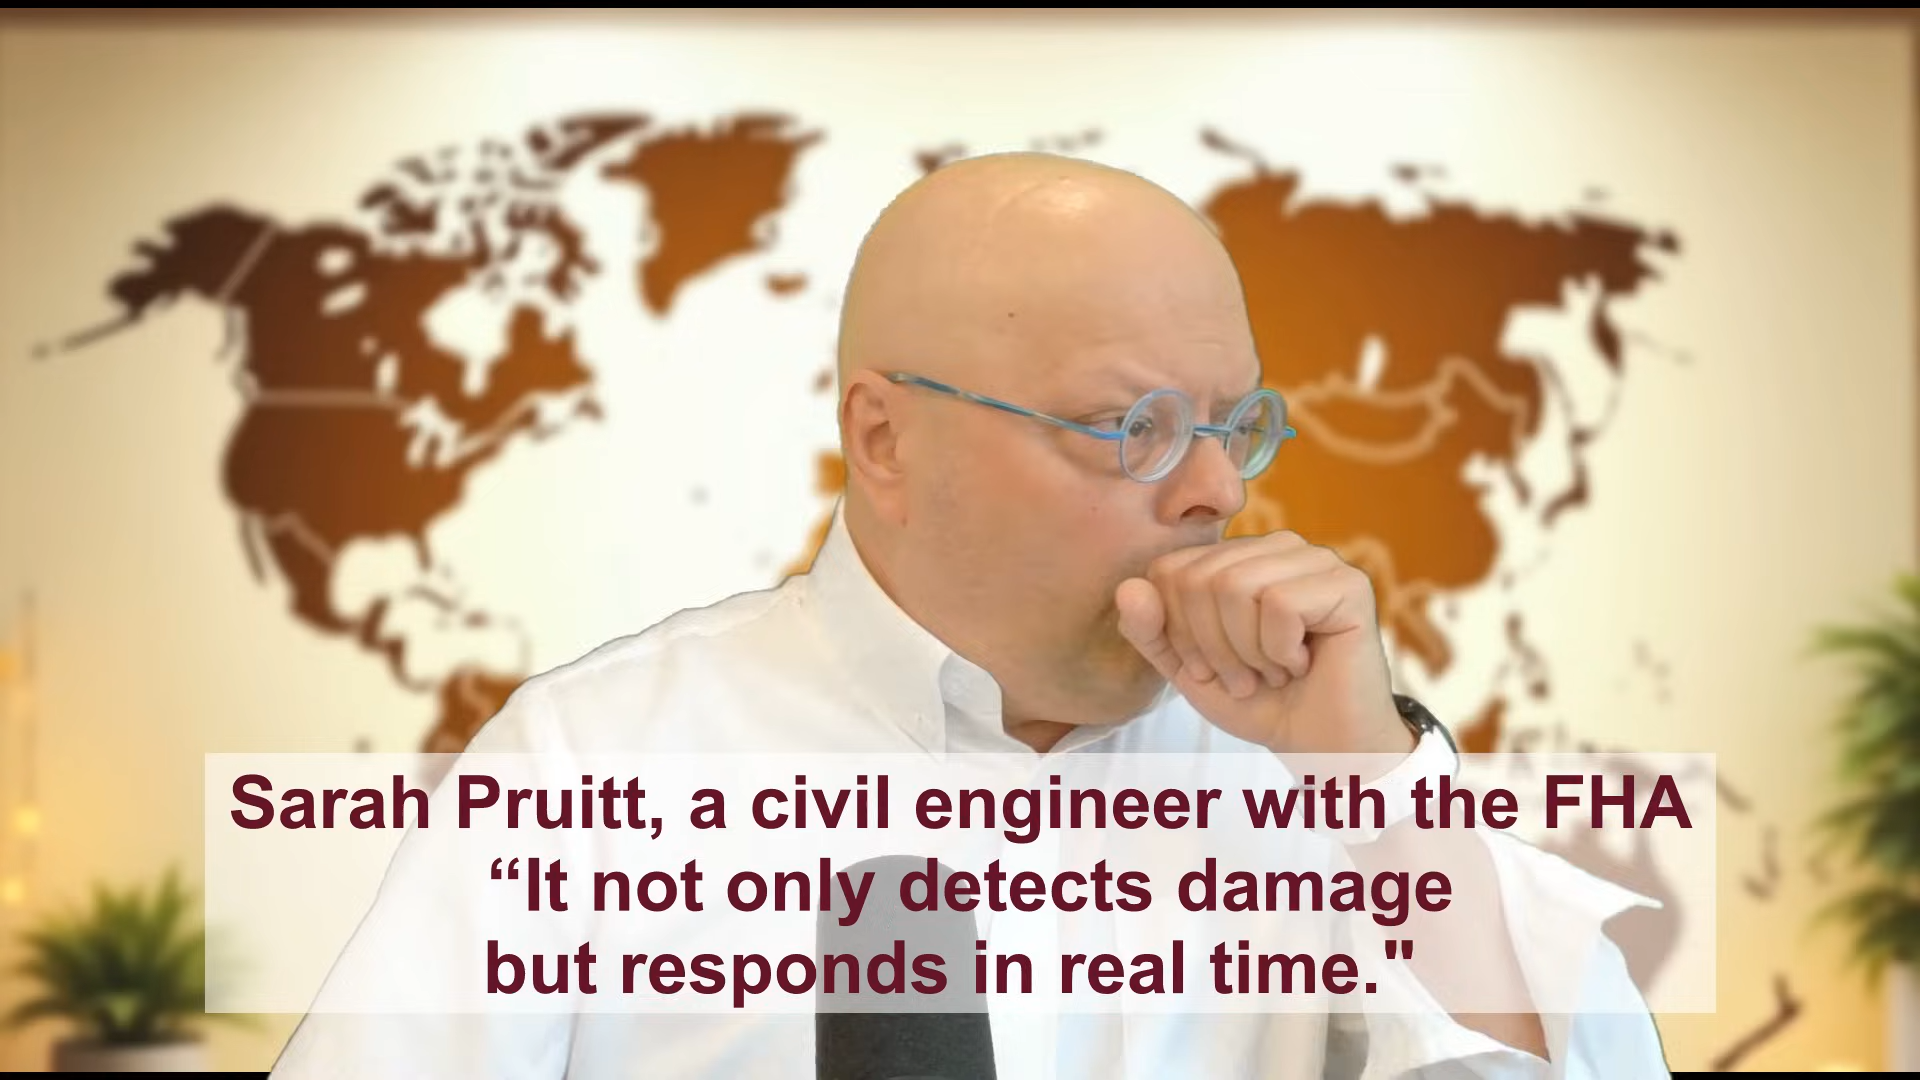 Sarah Pruitt, a civil engineer with the FHA
“It not only detects damage
but responds in real time."